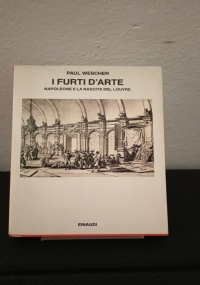 PAUL WESCHER
I FURTI D'ARTE
NAPOLEONE E LA NASCITA DEL LOUVRE
EINAUDI